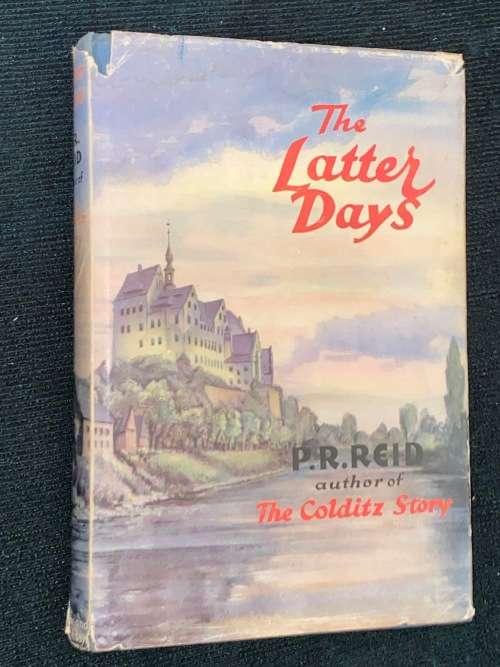 The
Latter
Days
P.R.REID
author of
The Colditz Story